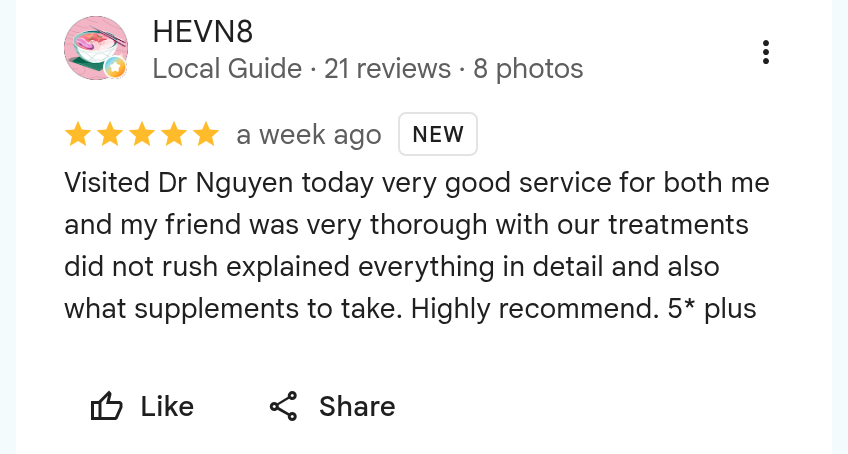 HEVN8
Local Guide · 21 reviews · 8 photos
a week ago NEW
Visited Dr Nguyen today very good service for both me
and my friend was very thorough with our treatments
did not rush explained everything in detail and also
what supplements to take. Highly recommend. 5* plus
Like Share